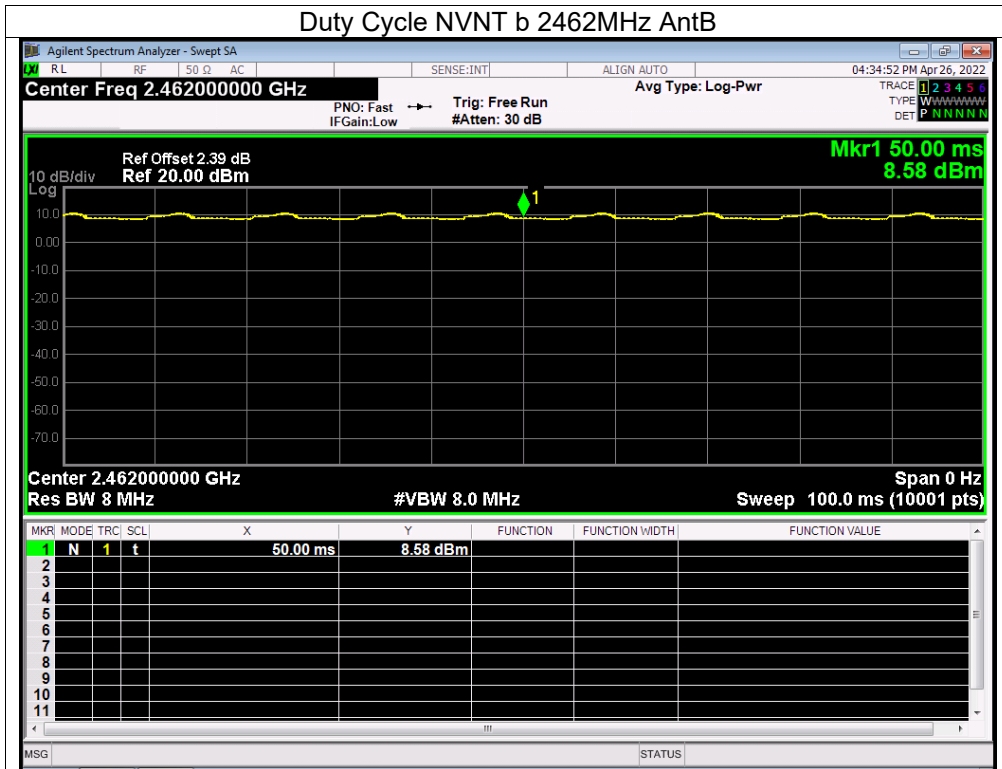 Duty Cycle NVNT b 2462MHz AntB
Agilent Spectrum Analyzer - Swept SA
LXI RL RF 50 Ω AC SENSE:INT ALIGN AUTO 04:34:52 PM Apr 26, 2022
Center Freq 2.462000000 GHz Avg Type: Log-Pwr TRACE 1 2 3 4 5 6
PNO: Fast Trig: Free Run TYPE WWWWWW
IFGain:Low #Atten: 30 dB DET P N N N N N
Mkr1 50.00 ms
8.58 dBm
Ref Offset 2.39 dB
10 dB/div Ref 20.00 dBm
Log
1
10.0
0.00
-10.0
-20.0
-30.0
-40.0
-50.0
-60.0
-70.0
Center 2.462000000 GHz Span 0 Hz
Res BW 8 MHz #VBW 8.0 MHz Sweep 100.0 ms (10001 pts)
MKR MODE TRC SCL X Y FUNCTION FUNCTION WIDTH FUNCTION VALUE
1 N 1 t 50.00 ms 8.58 dBm
2
3
4
5
6
7
8
9
10
11
MSG STATUS